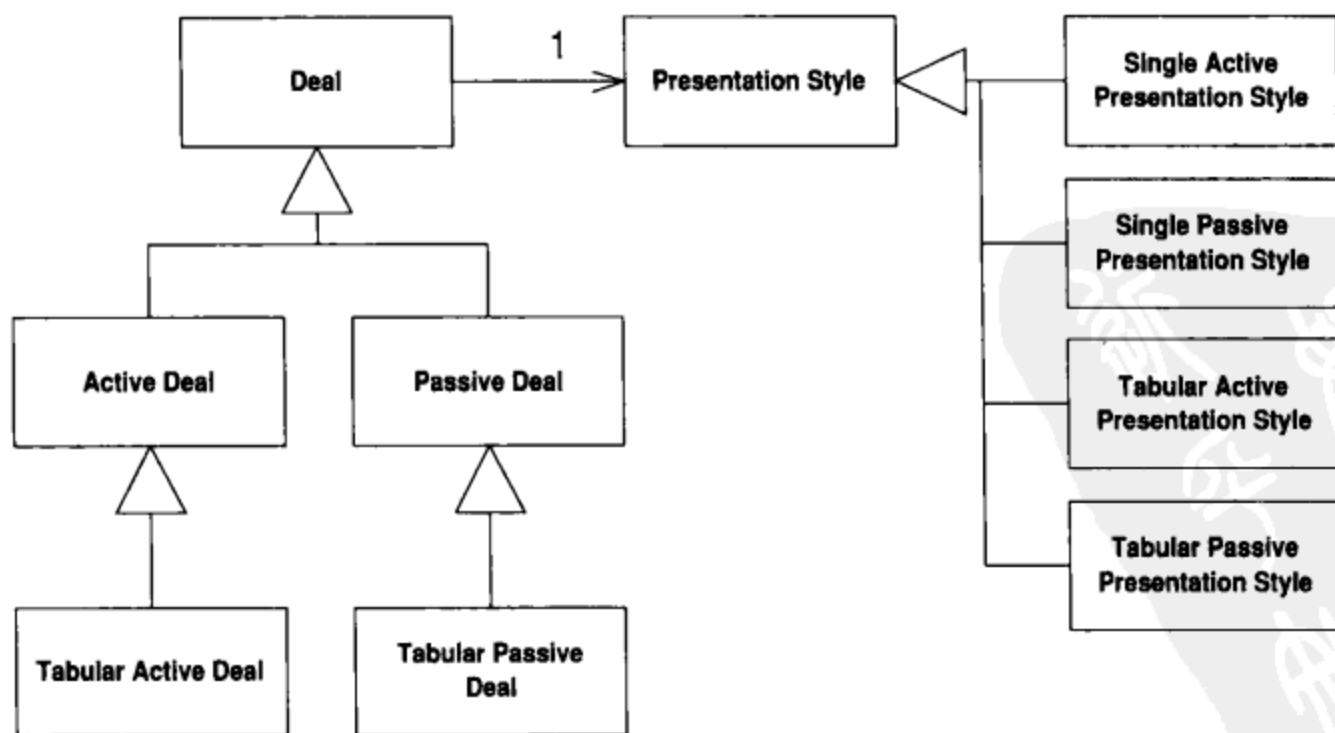 Deal
1
Presentation Style
Single Active
Presentation Style
Single Passive
Presentation Style
Active Deal
Passive Deal
Tabular Active
Presentation Style
Tabular Passive
Presentation Style
Tabular Active Deal
Tabular Passive
Deal